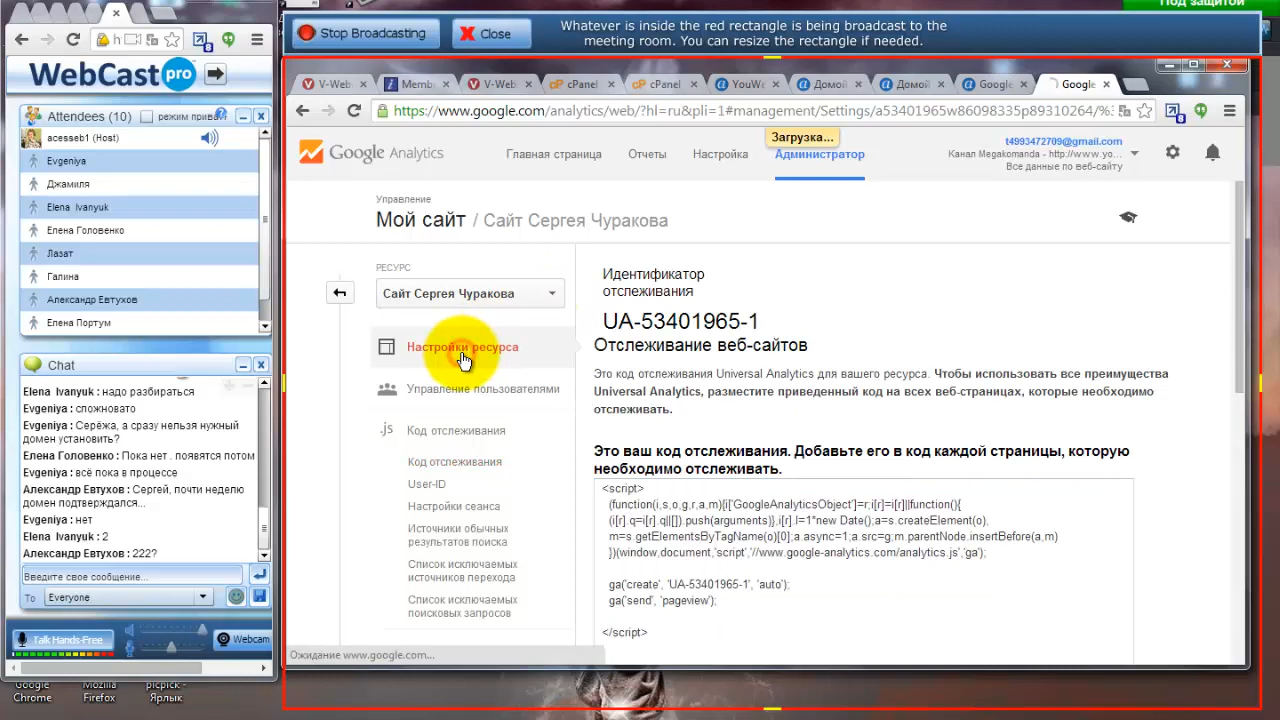 Под защитой
Stop Broadcasting
Close
Whatever is inside the red rectangle is being broadcast to the
meeting room. You can resize the rectangle if needed.
WebCast pro
Attendees (10)
режим прив
acesseb1 (Host)
Evgeniya
Джамиля
Elena Ivanyuk
Елена Головенко
Лазат
Галина
Александр Евтухов
Елена Портум
Chat
Elena Ivanyuk : надо разбираться
Evgeniya : спожновато
Evgeniya : Серёжа, а сразу нельзя нужный
домен установить?
Елена Головенко : Пока нет . появятся потом
Evgeniya : всё пока в процессе
Александр Евтухов : Сергей, почти неделю
домен подтверждался...
Evgeniya : нет
Elena Ivanyuk : 2
Александр Евтухов : 222?
Введите свое сообщение...
To
Everyone
Talk Hands-Free
Webcam
Google
Chrome
Mozilla
Firefox
picpick -
Ярлык
V-Web
Memb
V-Web
cPanel
cPanel
YouWe
Домой
Домой
Google
Google
https://www.google.com/analytics/web/?hl=ru&pli=1#management/Settings/a53401965w86098335p89310264/%3
Загрузка...
Google Analytics
Главная страница
Отчеты
Настройка
Администратор
t4993472709@gmail.com
Канал Megakomanda - http://www.yo...
Все данные по веб-сайту
Управление
Мой сайт / Сайт Сергея Чуракова
РЕСУРС
Сайт Сергея Чуракова
Настройки ресурса
Управление пользователями
.js
Код отслеживания
Код отслеживания
User-ID
Настройки сеанса
Источники обычных
результатов поиска
Список исключаемых
источников перехода
Список исключаемых
поисковых запросов
Идентификатор
отслеживания
UA-53401965-1
Отслеживание веб-сайтов
Это код отслеживания Universal Analytics для вашего ресурса. Чтобы использовать все преимущества
Universal Analytics, разместите приведенный код на всех веб-страницах, которые необходимо
отслеживать.
Это ваш код отслеживания. Добавьте его в код каждой страницы, которую
необходимо отслеживать.
<script>
(function(i,s,o,g,r,a,m){i['GoogleAnalyticsObject']=r;i[r]=i[r]||function(){
(i[r].q=i[r].q||[]).push(arguments)},i[r].l=1*new Date();a=s.createElement(o),
m=s.getElementsByTagName(o)[0];a.async=1;a.src=g;m.parentNode.insertBefore(a,m)
})(window,document,'script','//www.google-analytics.com/analytics.js','ga');
ga('create', 'UA-53401965-1', 'auto');
ga('send', 'pageview');
</script>
Ожидание www.google.com...